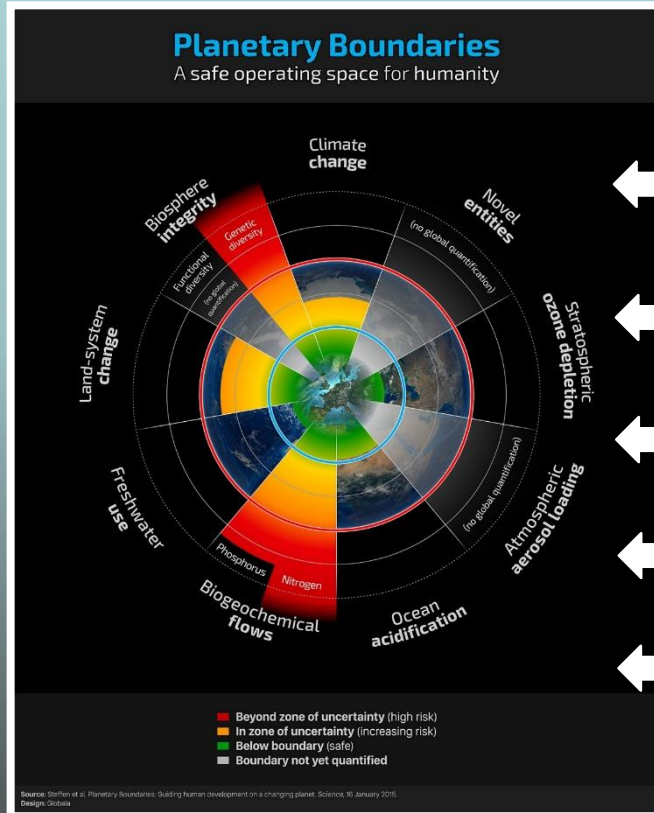 Planetary Boundaries
A safe operating space for humanity
Climate
change
Novel
entities
(no global quantification)
Stratospheric
ozone depletion
Atmospheric
aerosol loading
(no global quantification)
Ocean
acidification
Biogeochemical
flows
Phosphorus
Nitrogen
Freshwater
use
Land-system
change
Biosphere
integrity
Functional
diversity
(no global
quantification)
Genetic
diversity
Beyond zone of uncertainty (high risk)
In zone of uncertainty (increasing risk)
Below boundary (safe)
Boundary not yet quantified
Source: Steffen et al. Planetary Boundaries: Guiding human development on a changing planet. Science, 16 January 2015.
Design: Globaia